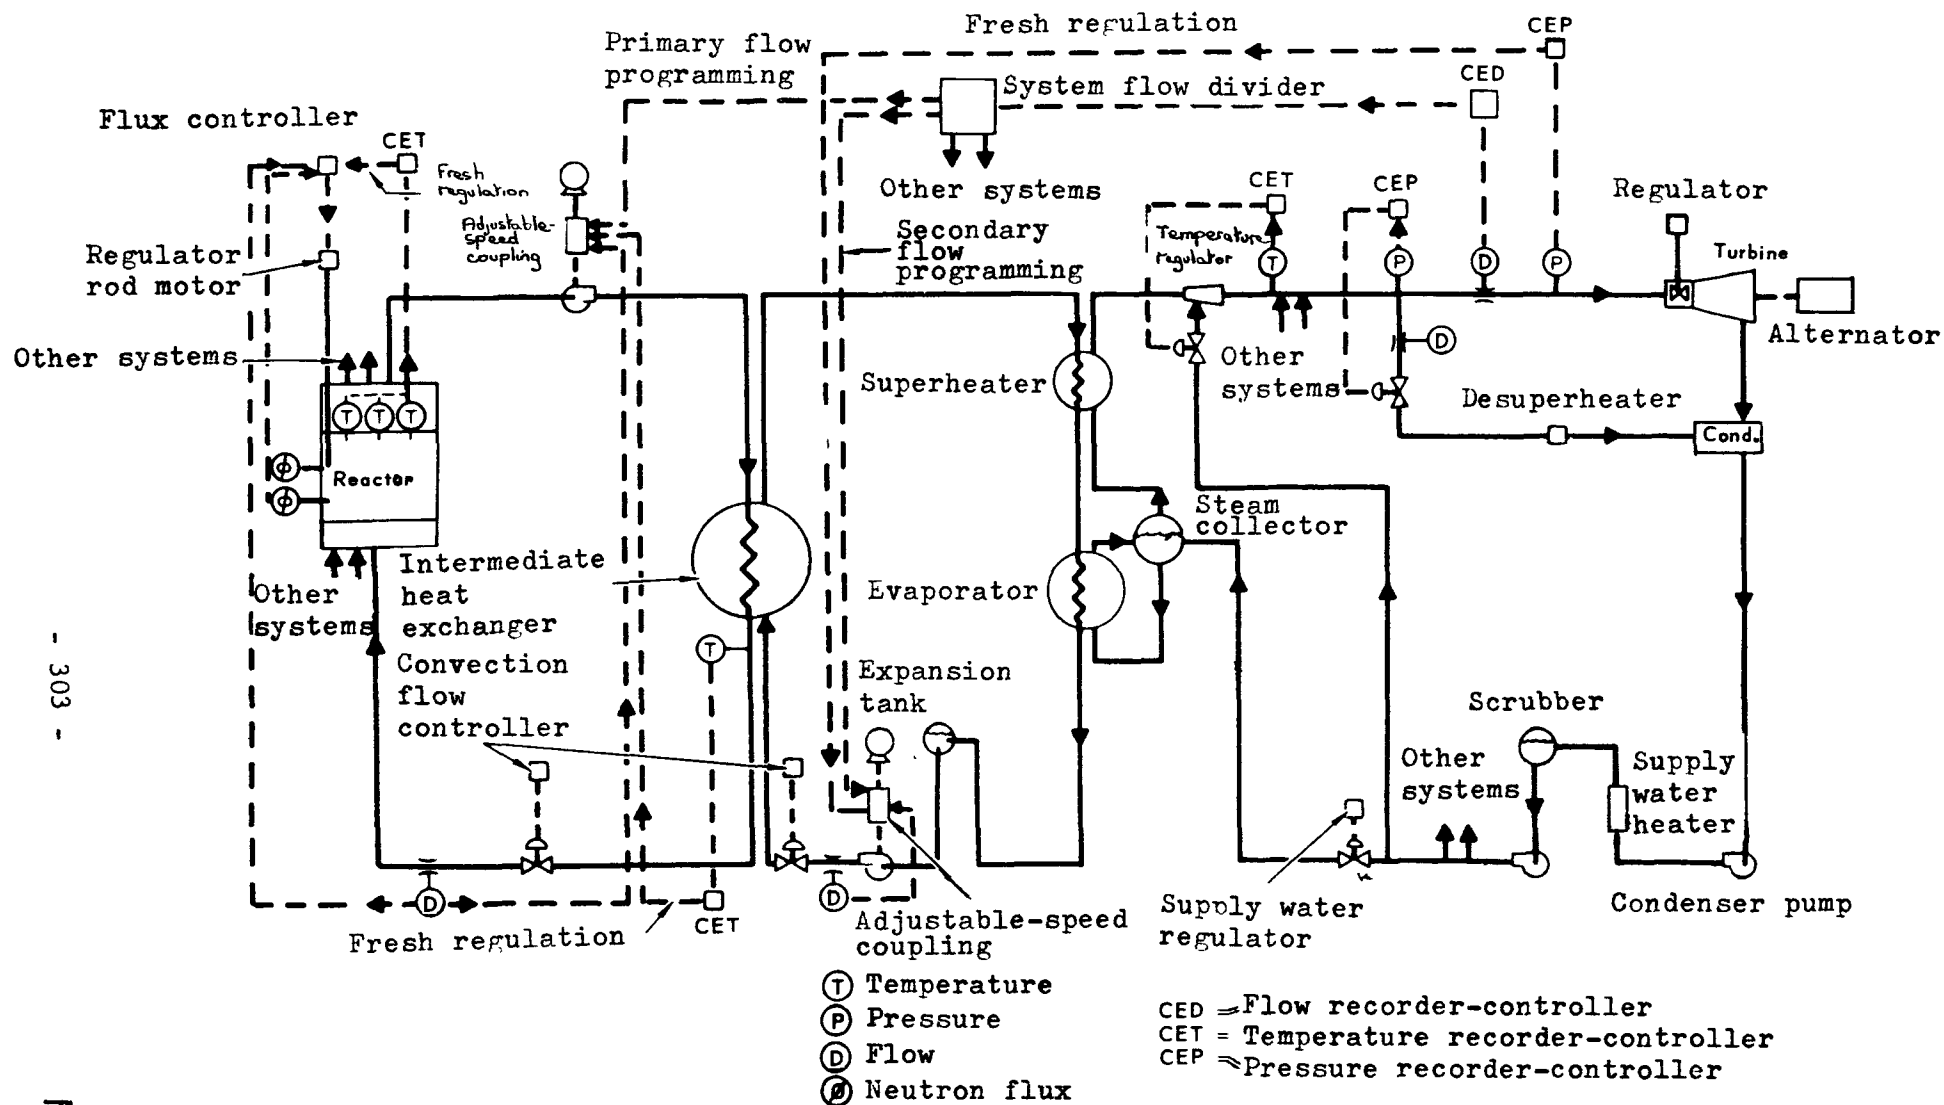 Fresh regulation
CEP
Primary flow
programming
System flow divider
CED
Flux controller
CET
Fresh
regulation
Other systems
CET
CEP
Regulator
Adjustable-
speed
coupling
Secondary
flow
programming
Temperature
regulator
T
P
D
P
Turbine
Regulator
rod motor
Alternator
Other systems
Superheater
Other
systems
D
Desuperheater
T
T
T
Cond.
Ø
Reactor
Ø
Steam
collector
Intermediate
heat
exchanger
Other
systems
Evaporator
- 303 -
T
Convection
flow
controller
Expansion
tank
Scrubber
Other
systems
Supply
water
heater
D
D
CET
Fresh regulation
Adjustable-speed
coupling
Supply water
regulator
Condenser pump
T Temperature
P Pressure
D Flow
Ø Neutron flux
CED = Flow recorder-controller
CET = Temperature recorder-controller
CEP = Pressure recorder-controller